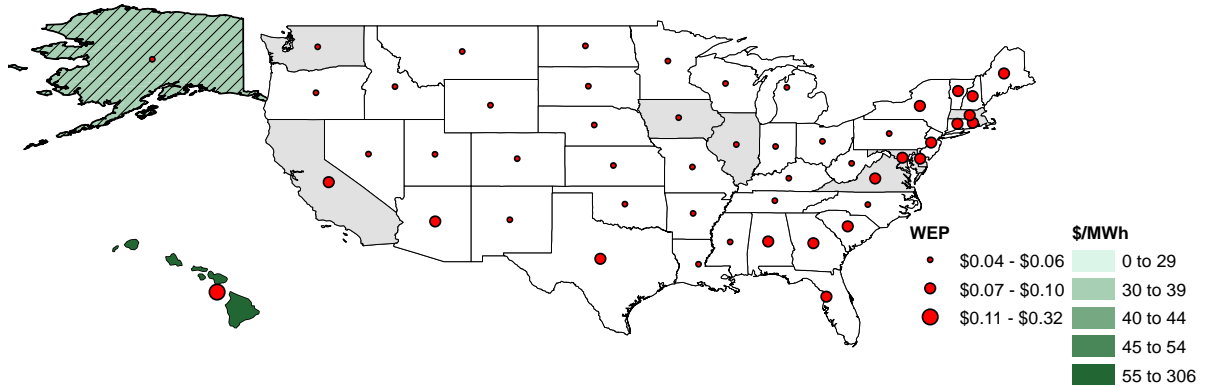 WEP
$0.04 - $0.06
$0.07 - $0.10
$0.11 - $0.32
$/MWh
0 to 29
30 to 39
40 to 44
45 to 54
55 to 306